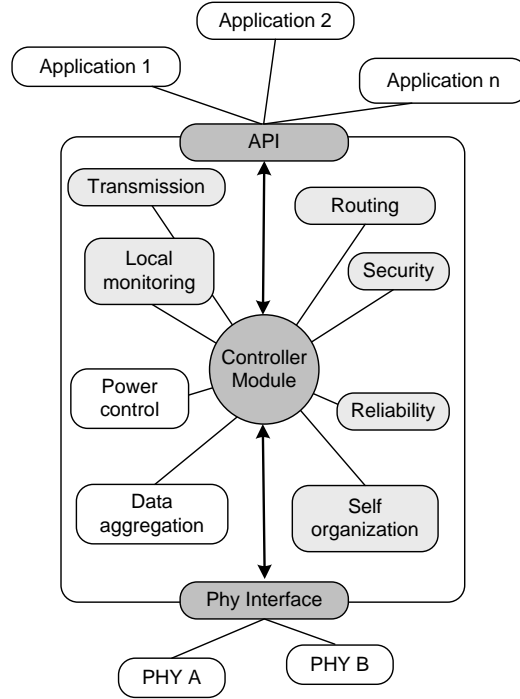 Application 2
Application 1
Application n
API
Transmission
Routing
Local
monitoring
Security
Controller
Module
Power
control
Reliability
Data
aggregation
Self
organization
Phy Interface
PHY A
PHY B